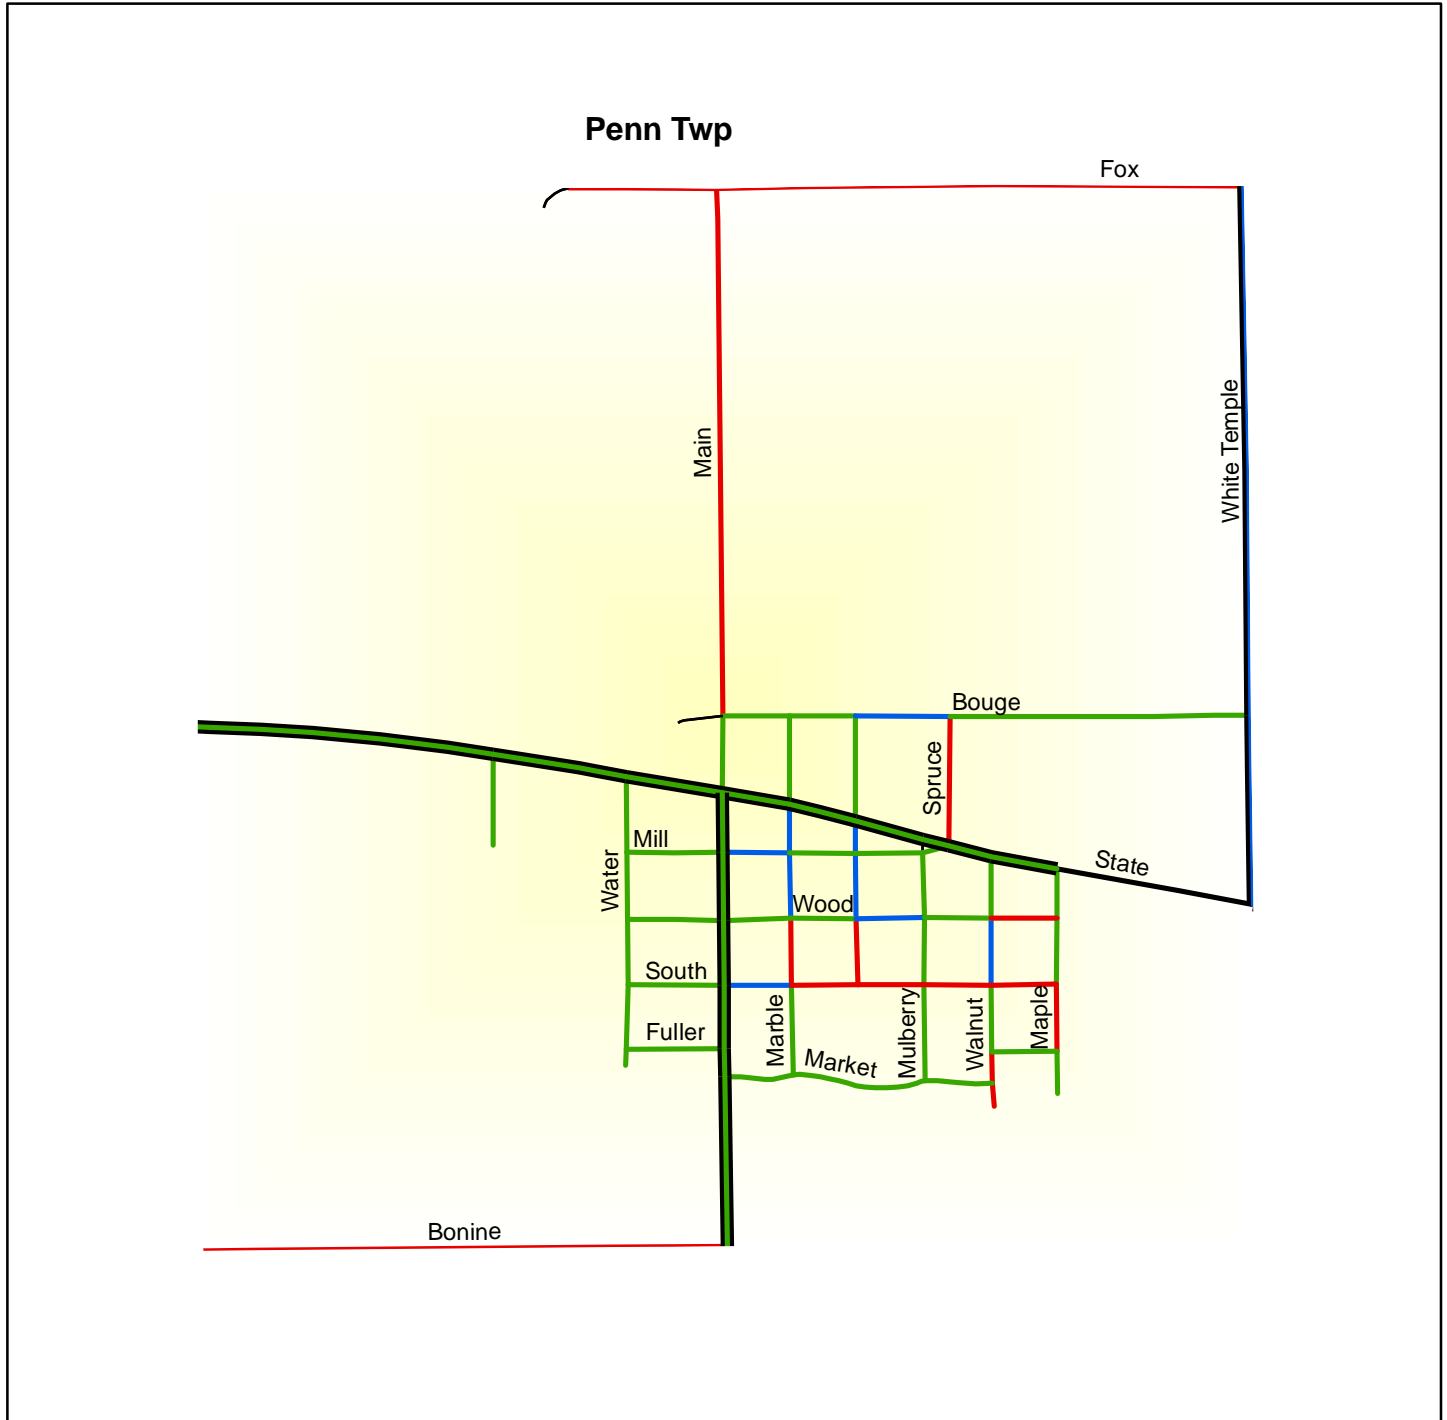 Penn Twp
Fox
White Temple
Main
Bouge
Spruce
Mill
State
Water
Wood
South
Fuller
Marble
Market
Mulberry
Walnut
Maple
Bonine